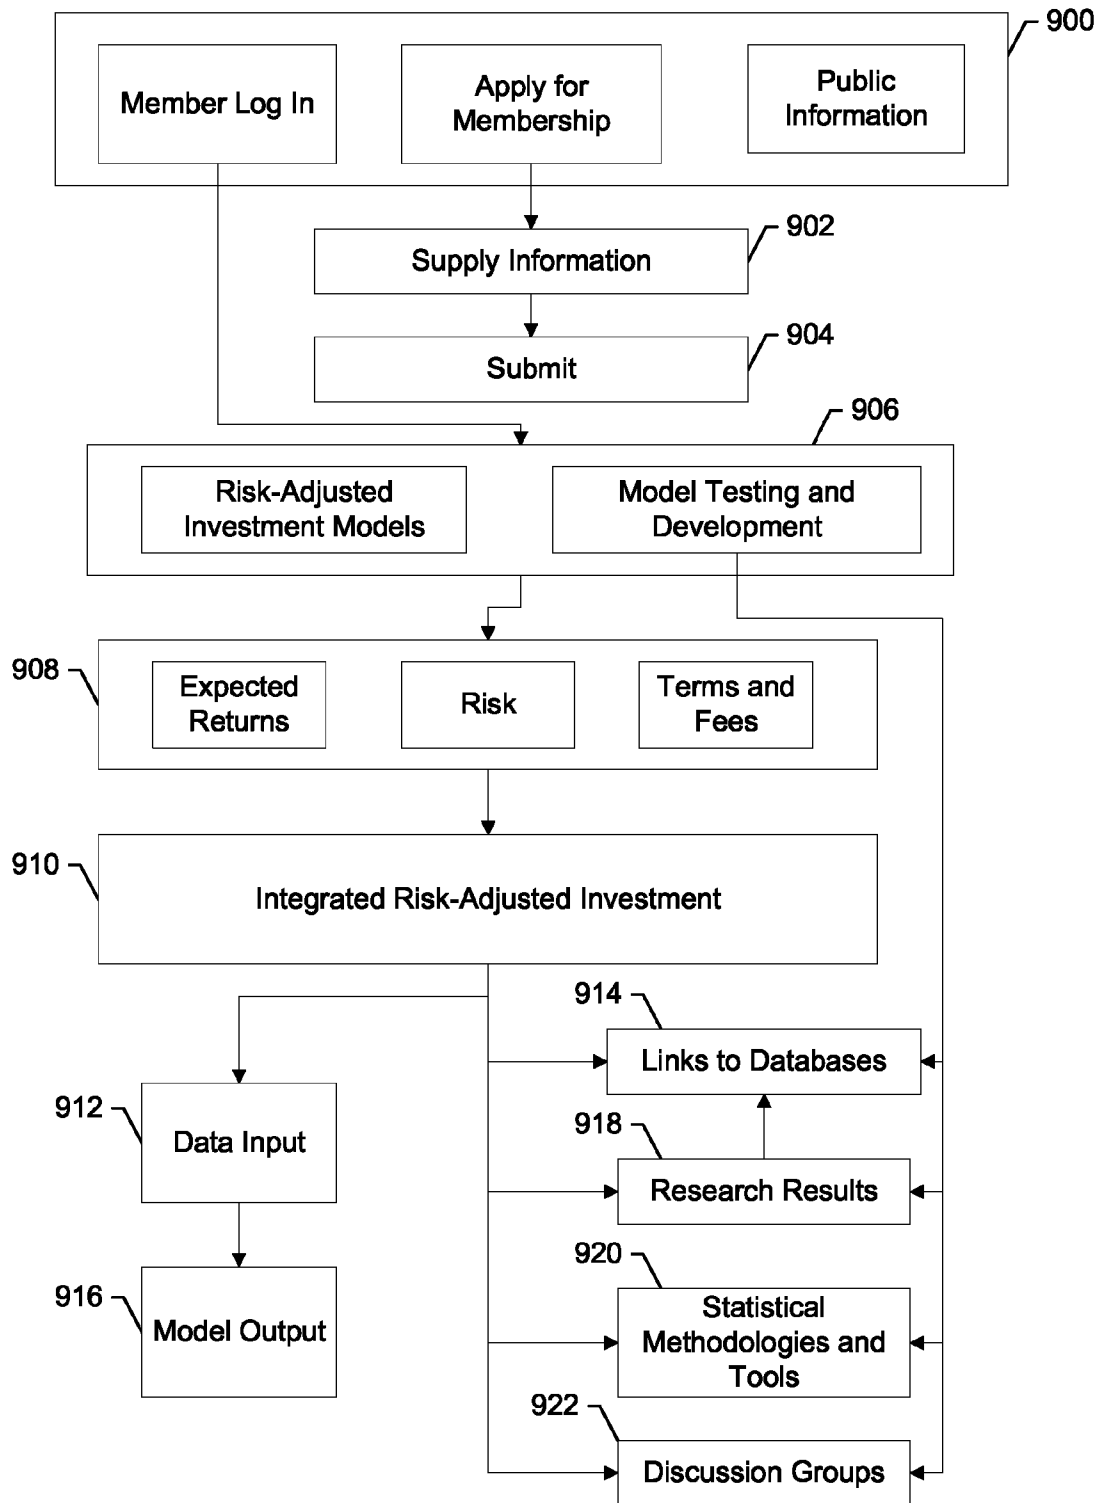 900
Member Log In
Apply for
Membership
Public
Information
902
Supply Information
904
Submit
906
Risk-Adjusted
Investment Models
Model Testing and
Development
908
Expected
Returns
Risk
Terms and
Fees
910
Integrated Risk-Adjusted Investment
914
Links to Databases
912
Data Input
918
Research Results
916
Model Output
920
Statistical
Methodologies and
Tools
922
Discussion Groups